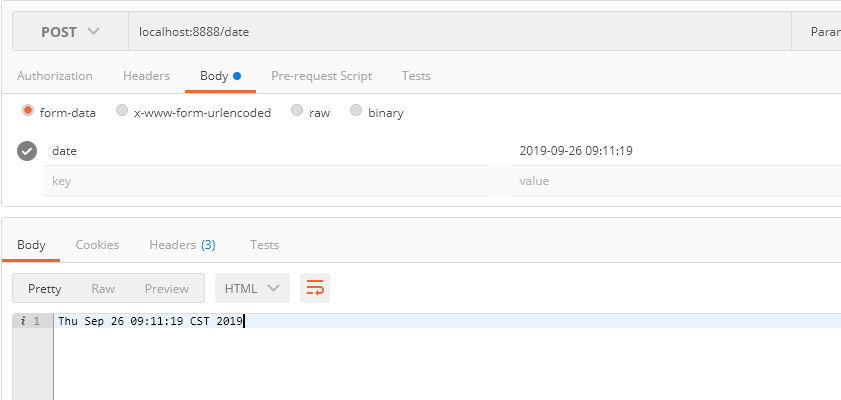 POST localhost:8888/date Paran
Authorization Headers Body Pre-request Script Tests
form-data x-www-form-urlencoded raw binary
date 2019-09-26 09:11:19
key value
Body Cookies Headers (3) Tests
Pretty Raw Preview HTML
i 1 Thu Sep 26 09:11:19 CST 2019